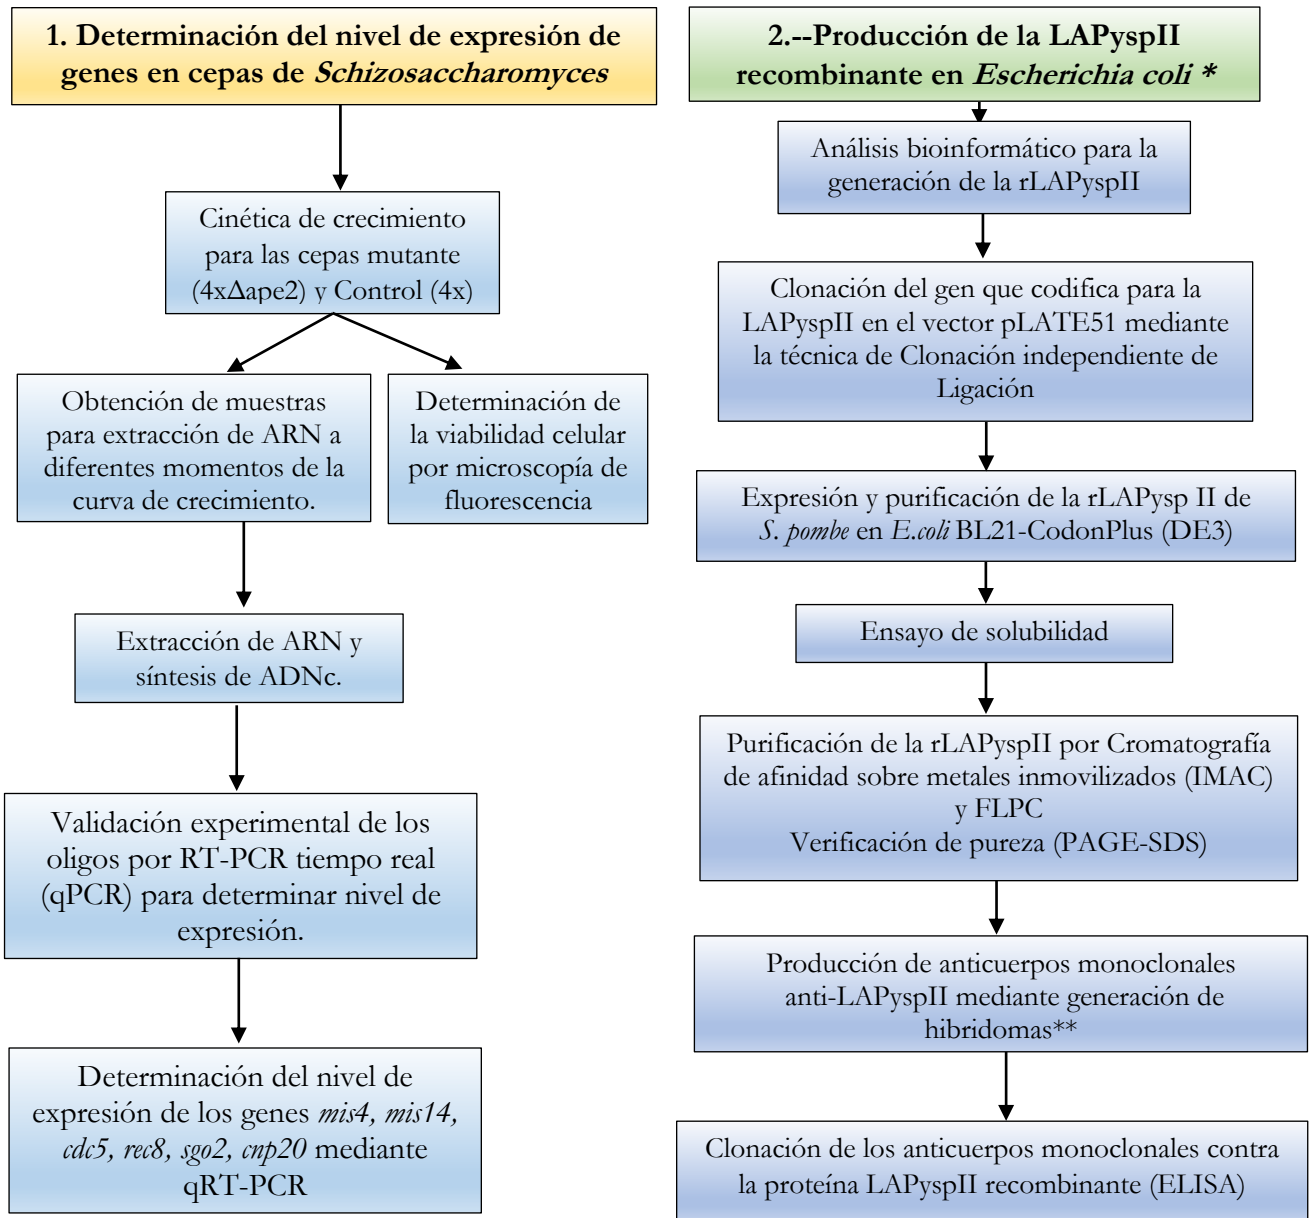 1. Determinación del nivel de expresión de
genes en cepas de Schizosaccharomyces
Cinética de crecimiento
para las cepas mutante
(4xΔape2) y Control (4x)
Obtención de muestras
para extracción de ARN a
diferentes momentos de la
curva de crecimiento.
Determinación de
la viabilidad celular
por microscopía de
fluorescencia
Extracción de ARN y
síntesis de ADNc.
Validación experimental de los
oligos por RT-PCR tiempo real
(qPCR) para determinar nivel de
expresión.
Determinación del nivel de
expresión de los genes mis4, mis14,
cdc5, rec8, sgo2, cnp20 mediante
qRT-PCR
2.--Producción de la LAPyspII
recombinante en Escherichia coli *
Análisis bioinformático para la
generación de la rLAPyspII
Clonación del gen que codifica para la
LAPyspII en el vector pLATE51 mediante
la técnica de Clonación independiente de
Ligación
Expresión y purificación de la rLAPysp II de
S. pombe en E.coli BL21-CodonPlus (DE3)
Ensayo de solubilidad
Purificación de la rLAPyspII por Cromatografía
de afinidad sobre metales inmovilizados (IMAC)
y FLPC
Verificación de pureza (PAGE-SDS)
Producción de anticuerpos monoclonales
anti-LAPyspII mediante generación de
hibridomas**
Clonación de los anticuerpos monoclonales contra
la proteína LAPyspII recombinante (ELISA)